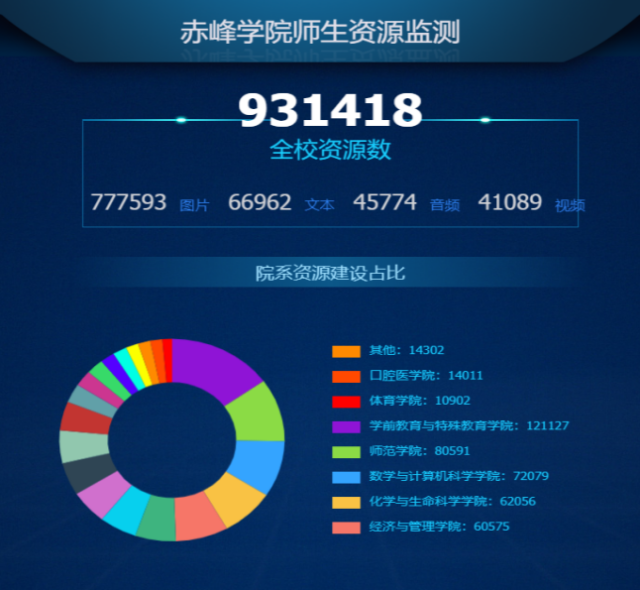 赤峰学院师生资源监测
931418
全校资源数
777593 图片 66962 文本 45774 音频 41089 视频
院系资源建设占比
其他：14302
口腔医学院：14011
体育学院：10902
学前教育与特殊教育学院：121127
师范学院：80591
数学与计算机科学学院：72079
化学与生命科学学院：62056
经济与管理学院：60575